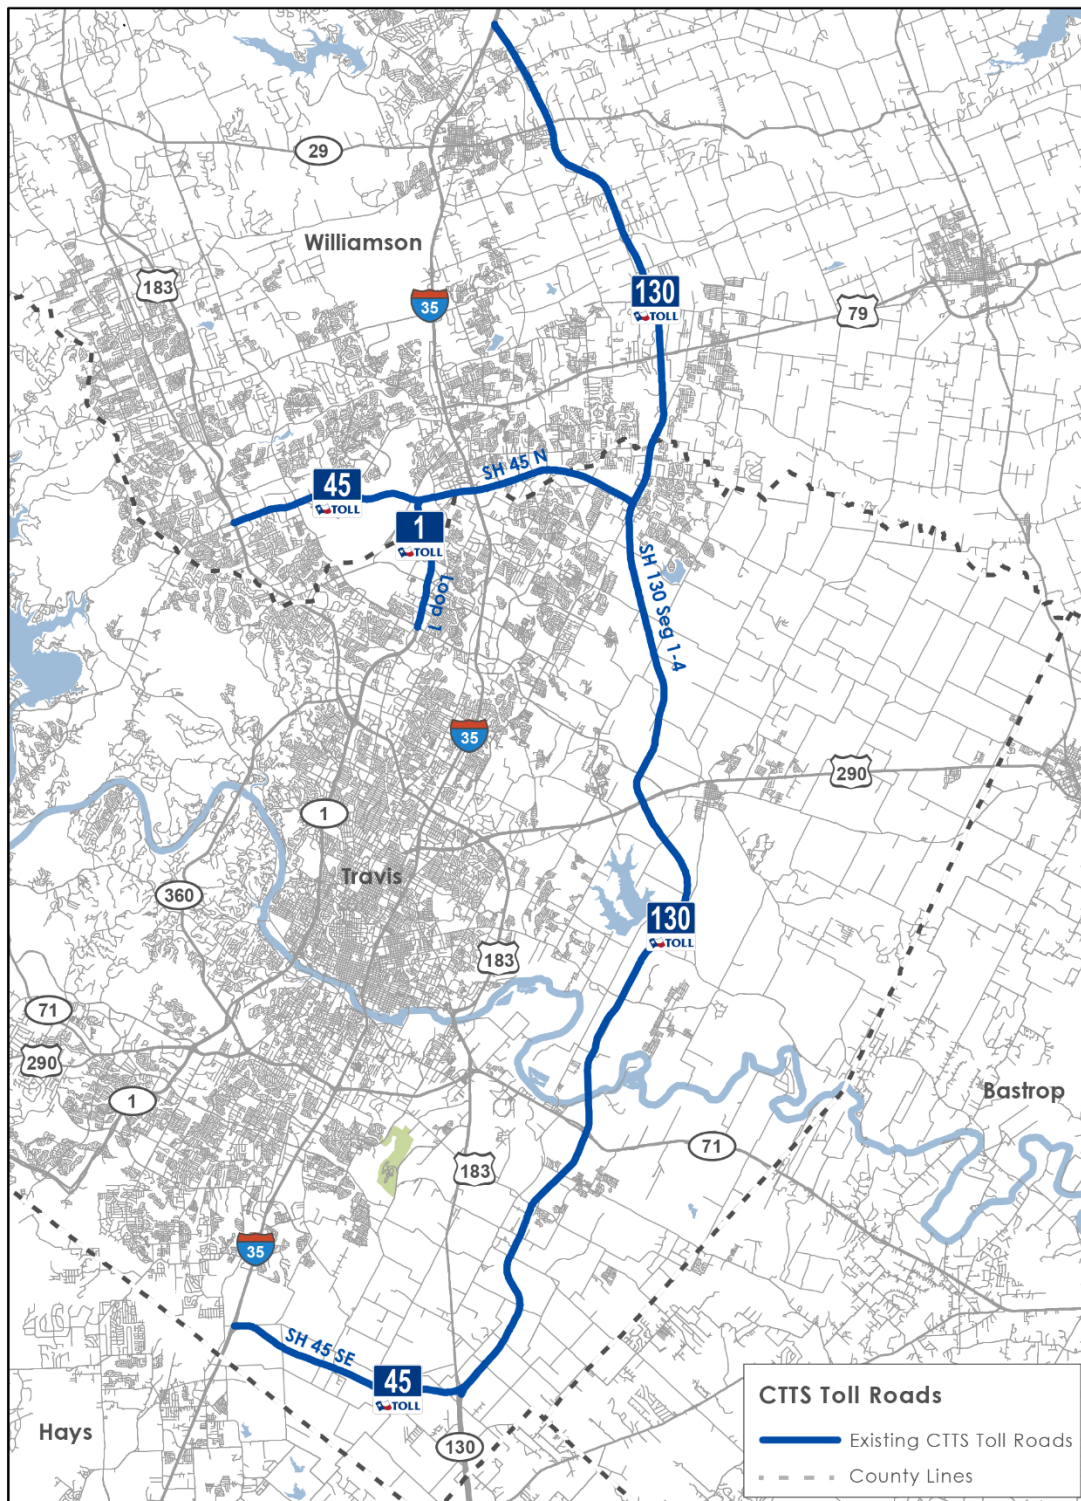 29
Williamson
183
35
130
TOLL
79
SH 45 N
45
TOLL
1
TOLL
Loop 1
SH 130 Seg 1-4
35
290
1
Travis
360
130
TOLL
183
71
290
Bastrop
1
71
183
35
SH 45 SE
45
TOLL
Hays
130
CTTS Toll Roads
Existing CTTS Toll Roads
County Lines